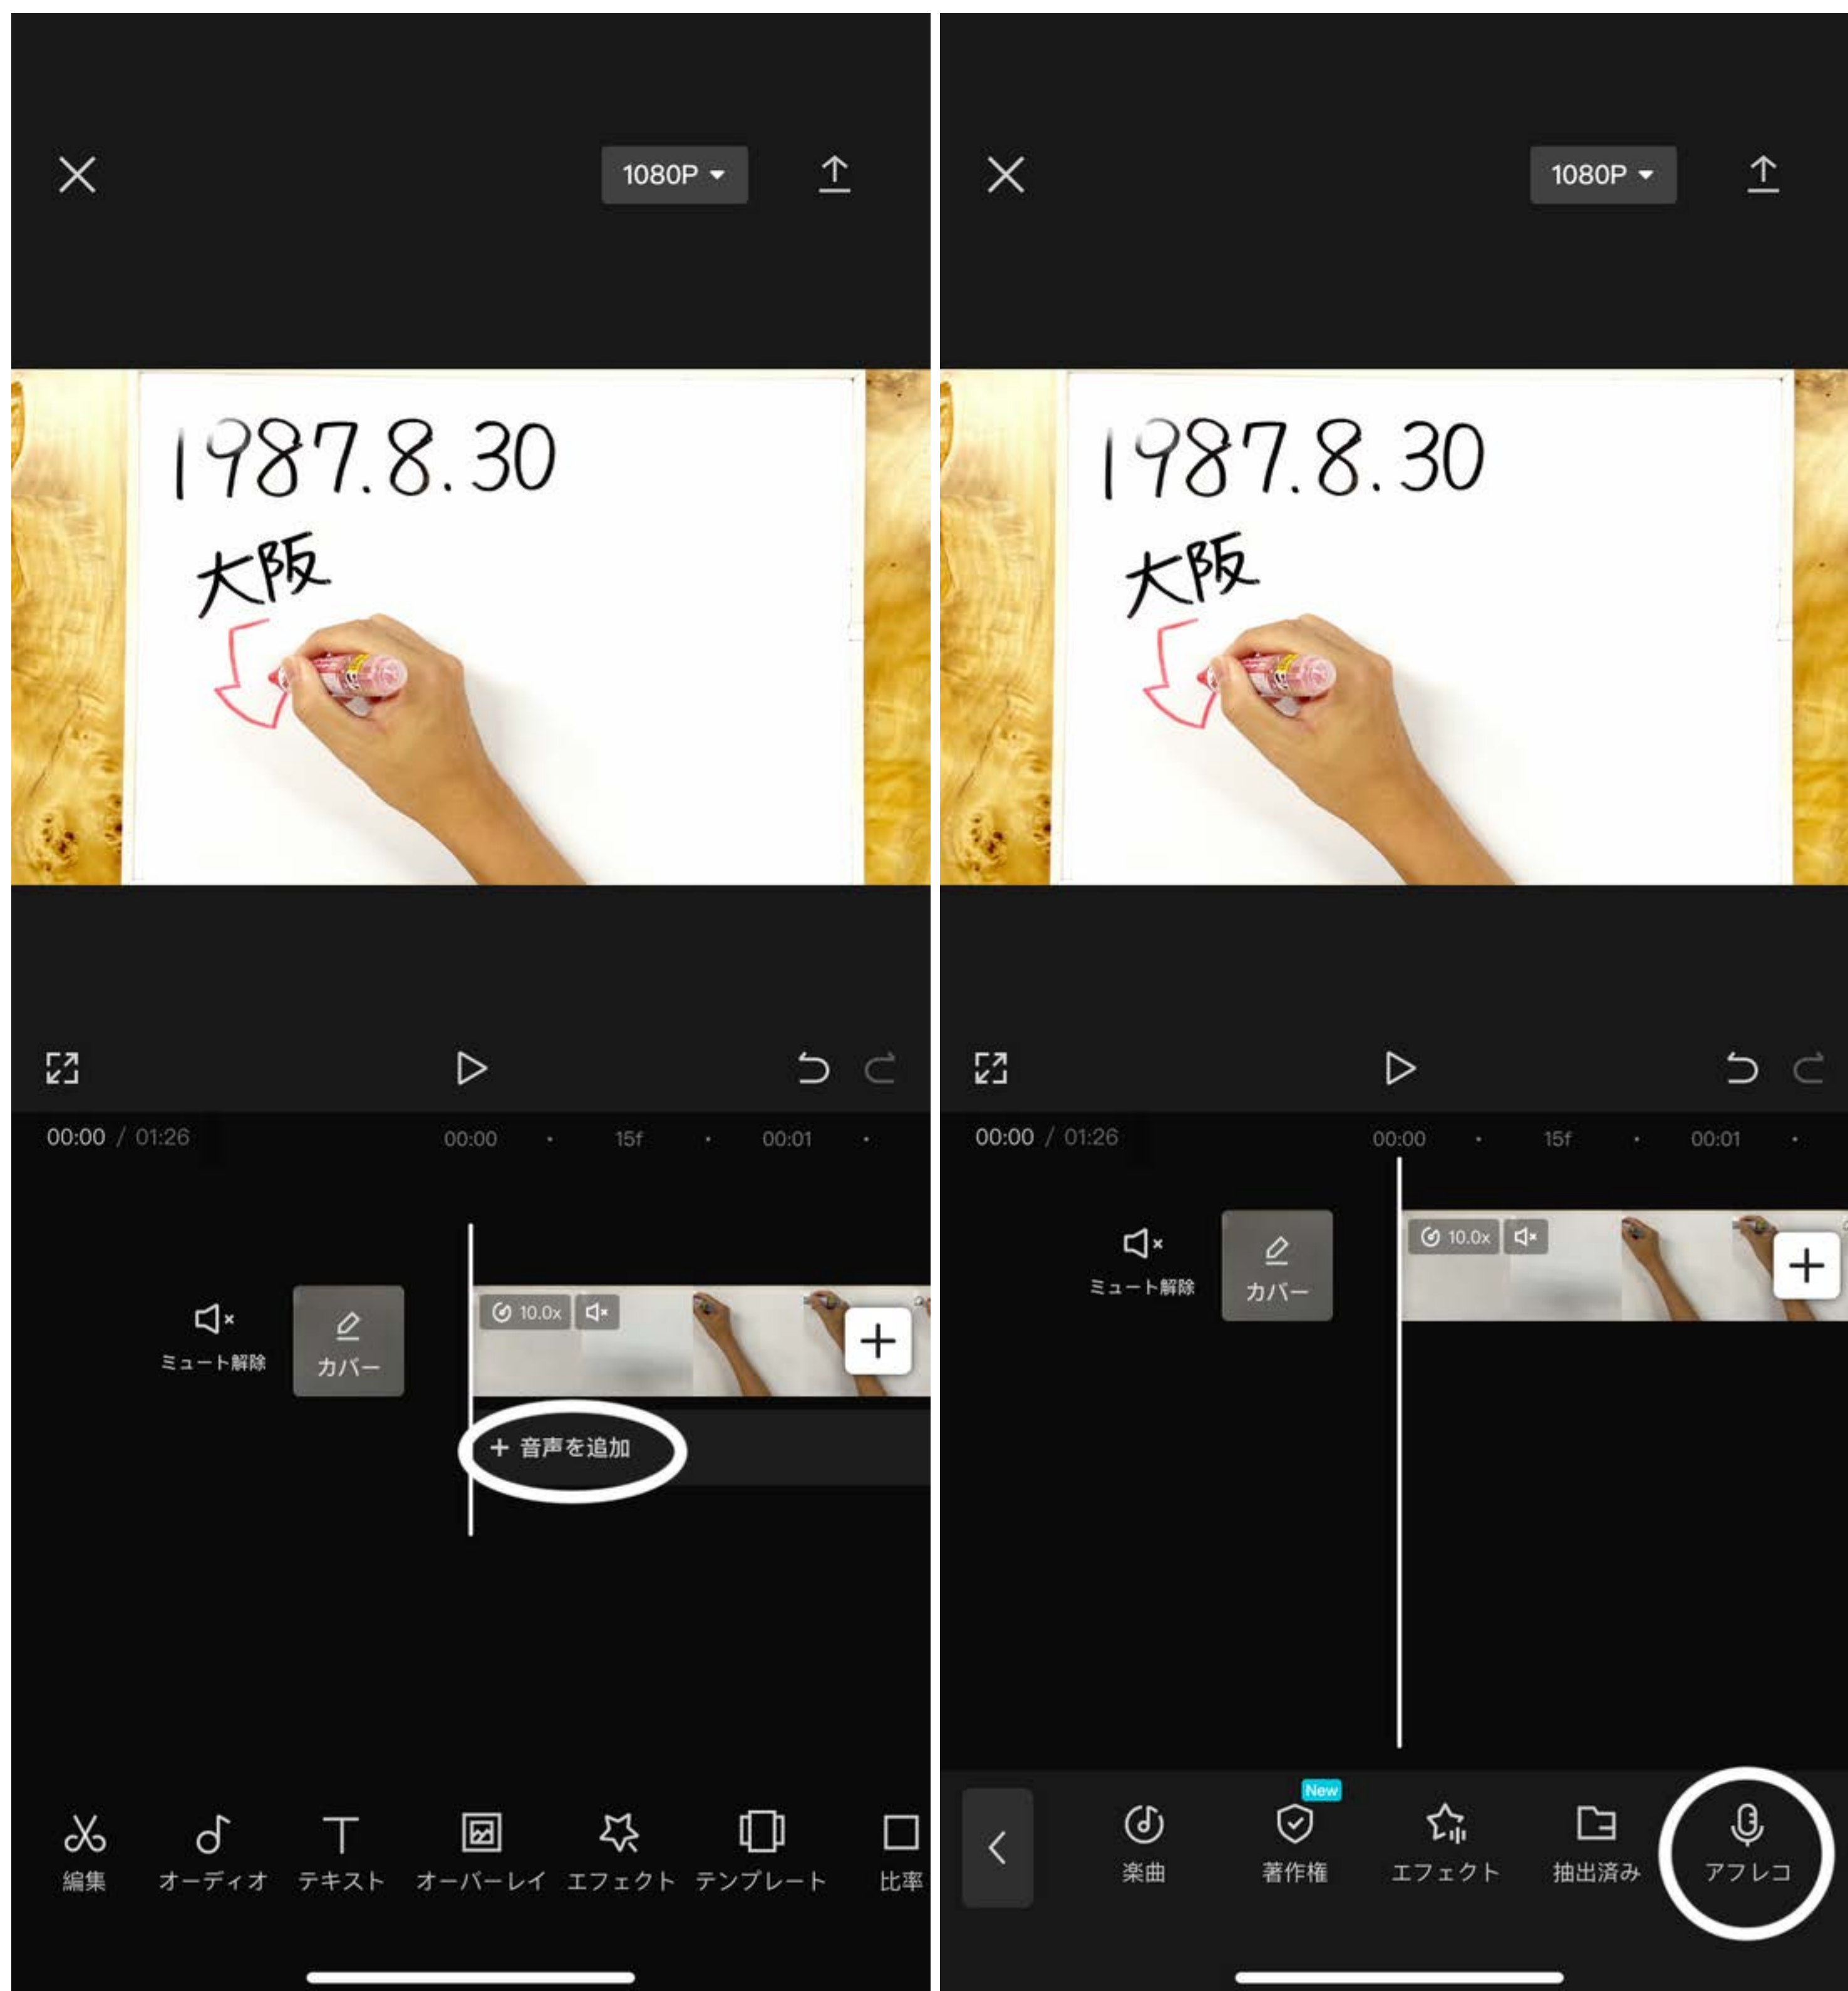 1080P
1987.8.30
大阪
00:00 / 01:26
00:00
15f
00:01
ミュート解除
カバー
10.0x
+ 音声を追加
編集
オーディオ
テキスト
オーバーレイ
エフェクト
テンプレート
比率
1080P
1987.8.30
大阪
00:00 / 01:26
00:00
15f
00:01
ミュート解除
カバー
10.0x
New
楽曲
著作権
エフェクト
抽出済み
アフレコ